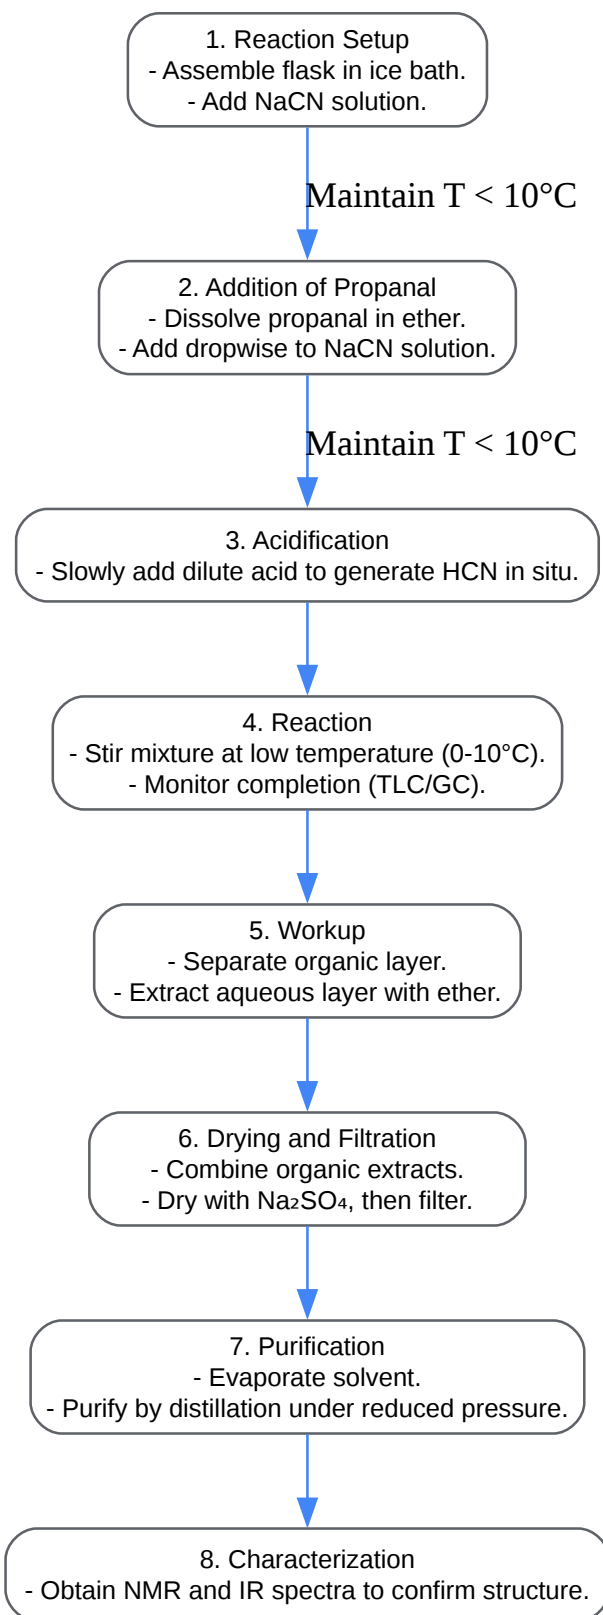 1. Reaction Setup
- Assemble flask in ice bath.
- Add NaCN solution.
Maintain T < 10°C
2. Addition of Propanal
- Dissolve propanal in ether.
- Add dropwise to NaCN solution.
Maintain T < 10°C
3. Acidification
- Slowly add dilute acid to generate HCN in situ.
4. Reaction
- Stir mixture at low temperature (0-10°C).
- Monitor completion (TLC/GC).
5. Workup
- Separate organic layer.
- Extract aqueous layer with ether.
6. Drying and Filtration
- Combine organic extracts.
- Dry with Na₂SO₄, then filter.
7. Purification
- Evaporate solvent.
- Purify by distillation under reduced pressure.
8. Characterization
- Obtain NMR and IR spectra to confirm structure.